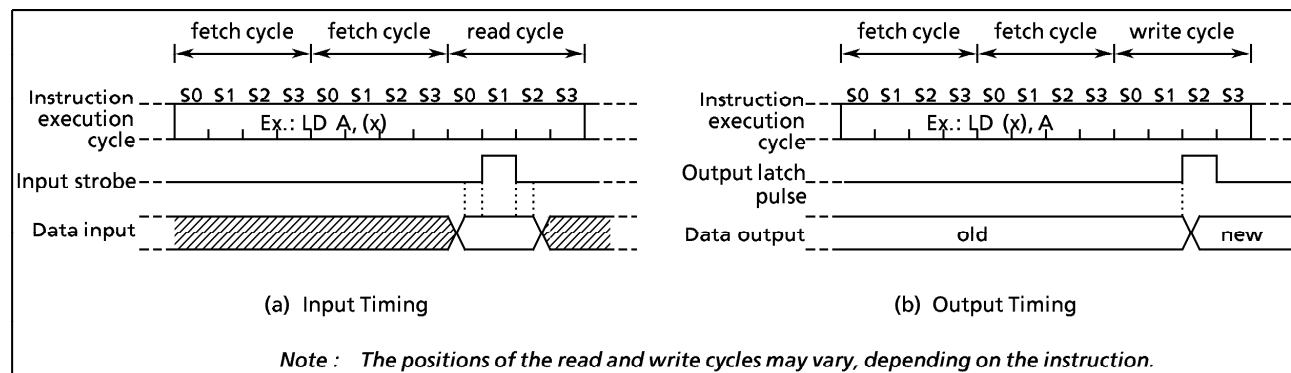 fetch cycle fetch cycle read cycle
S0 S1 S2 S3 S0 S1 S2 S3 S0 S1 S2 S3
Instruction
execution
cycle
Ex.: LD A, (x)
Input strobe
Data input
(a) Input Timing
fetch cycle fetch cycle write cycle
S0 S1 S2 S3 S0 S1 S2 S3 S0 S1 S2 S3
Instruction
execution
cycle
Ex.: LD (x), A
Output latch
pulse
Data output
old
new
(b) Output Timing
Note : The positions of the read and write cycles may vary, depending on the instruction.